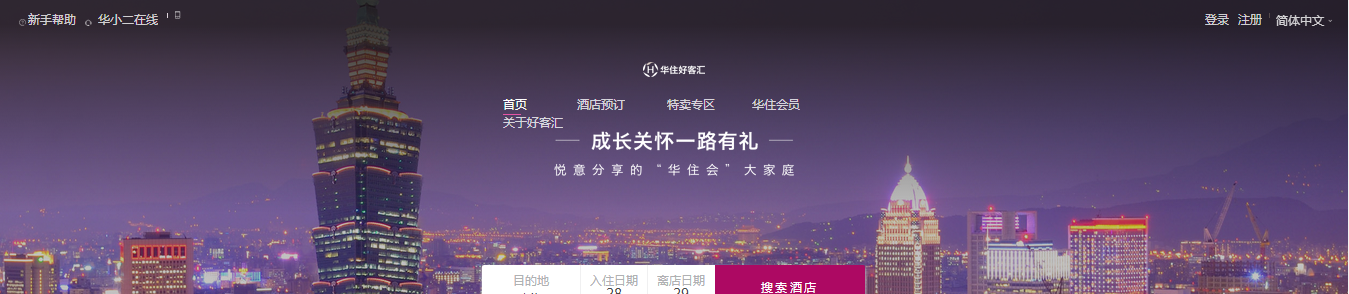 新手帮助 华小二在线 登录 注册 简体中文
华住好客汇
首页 酒店预订 特卖专区 华住会员
关于好客汇
成长关怀一路有礼
悦意分享的“华住会”大家庭
目的地 入住日期 离店日期
28 29
搜索酒店